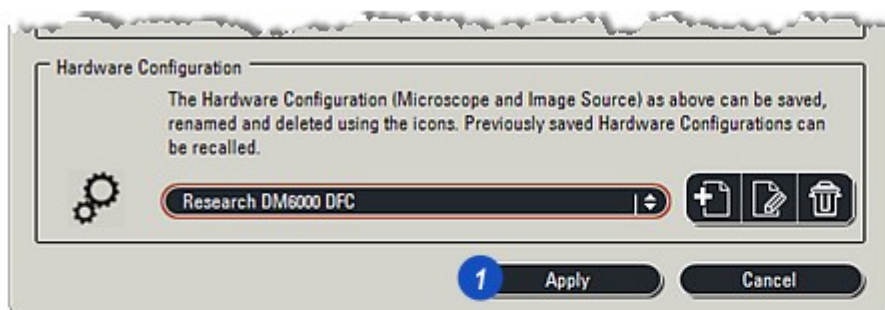 Hardware Configuration
The Hardware Configuration (Microscope and Image Source) as above can be saved,
renamed and deleted using the icons. Previously saved Hardware Configurations can
be recalled.
Research DM6000 DFC
1 Apply Cancel